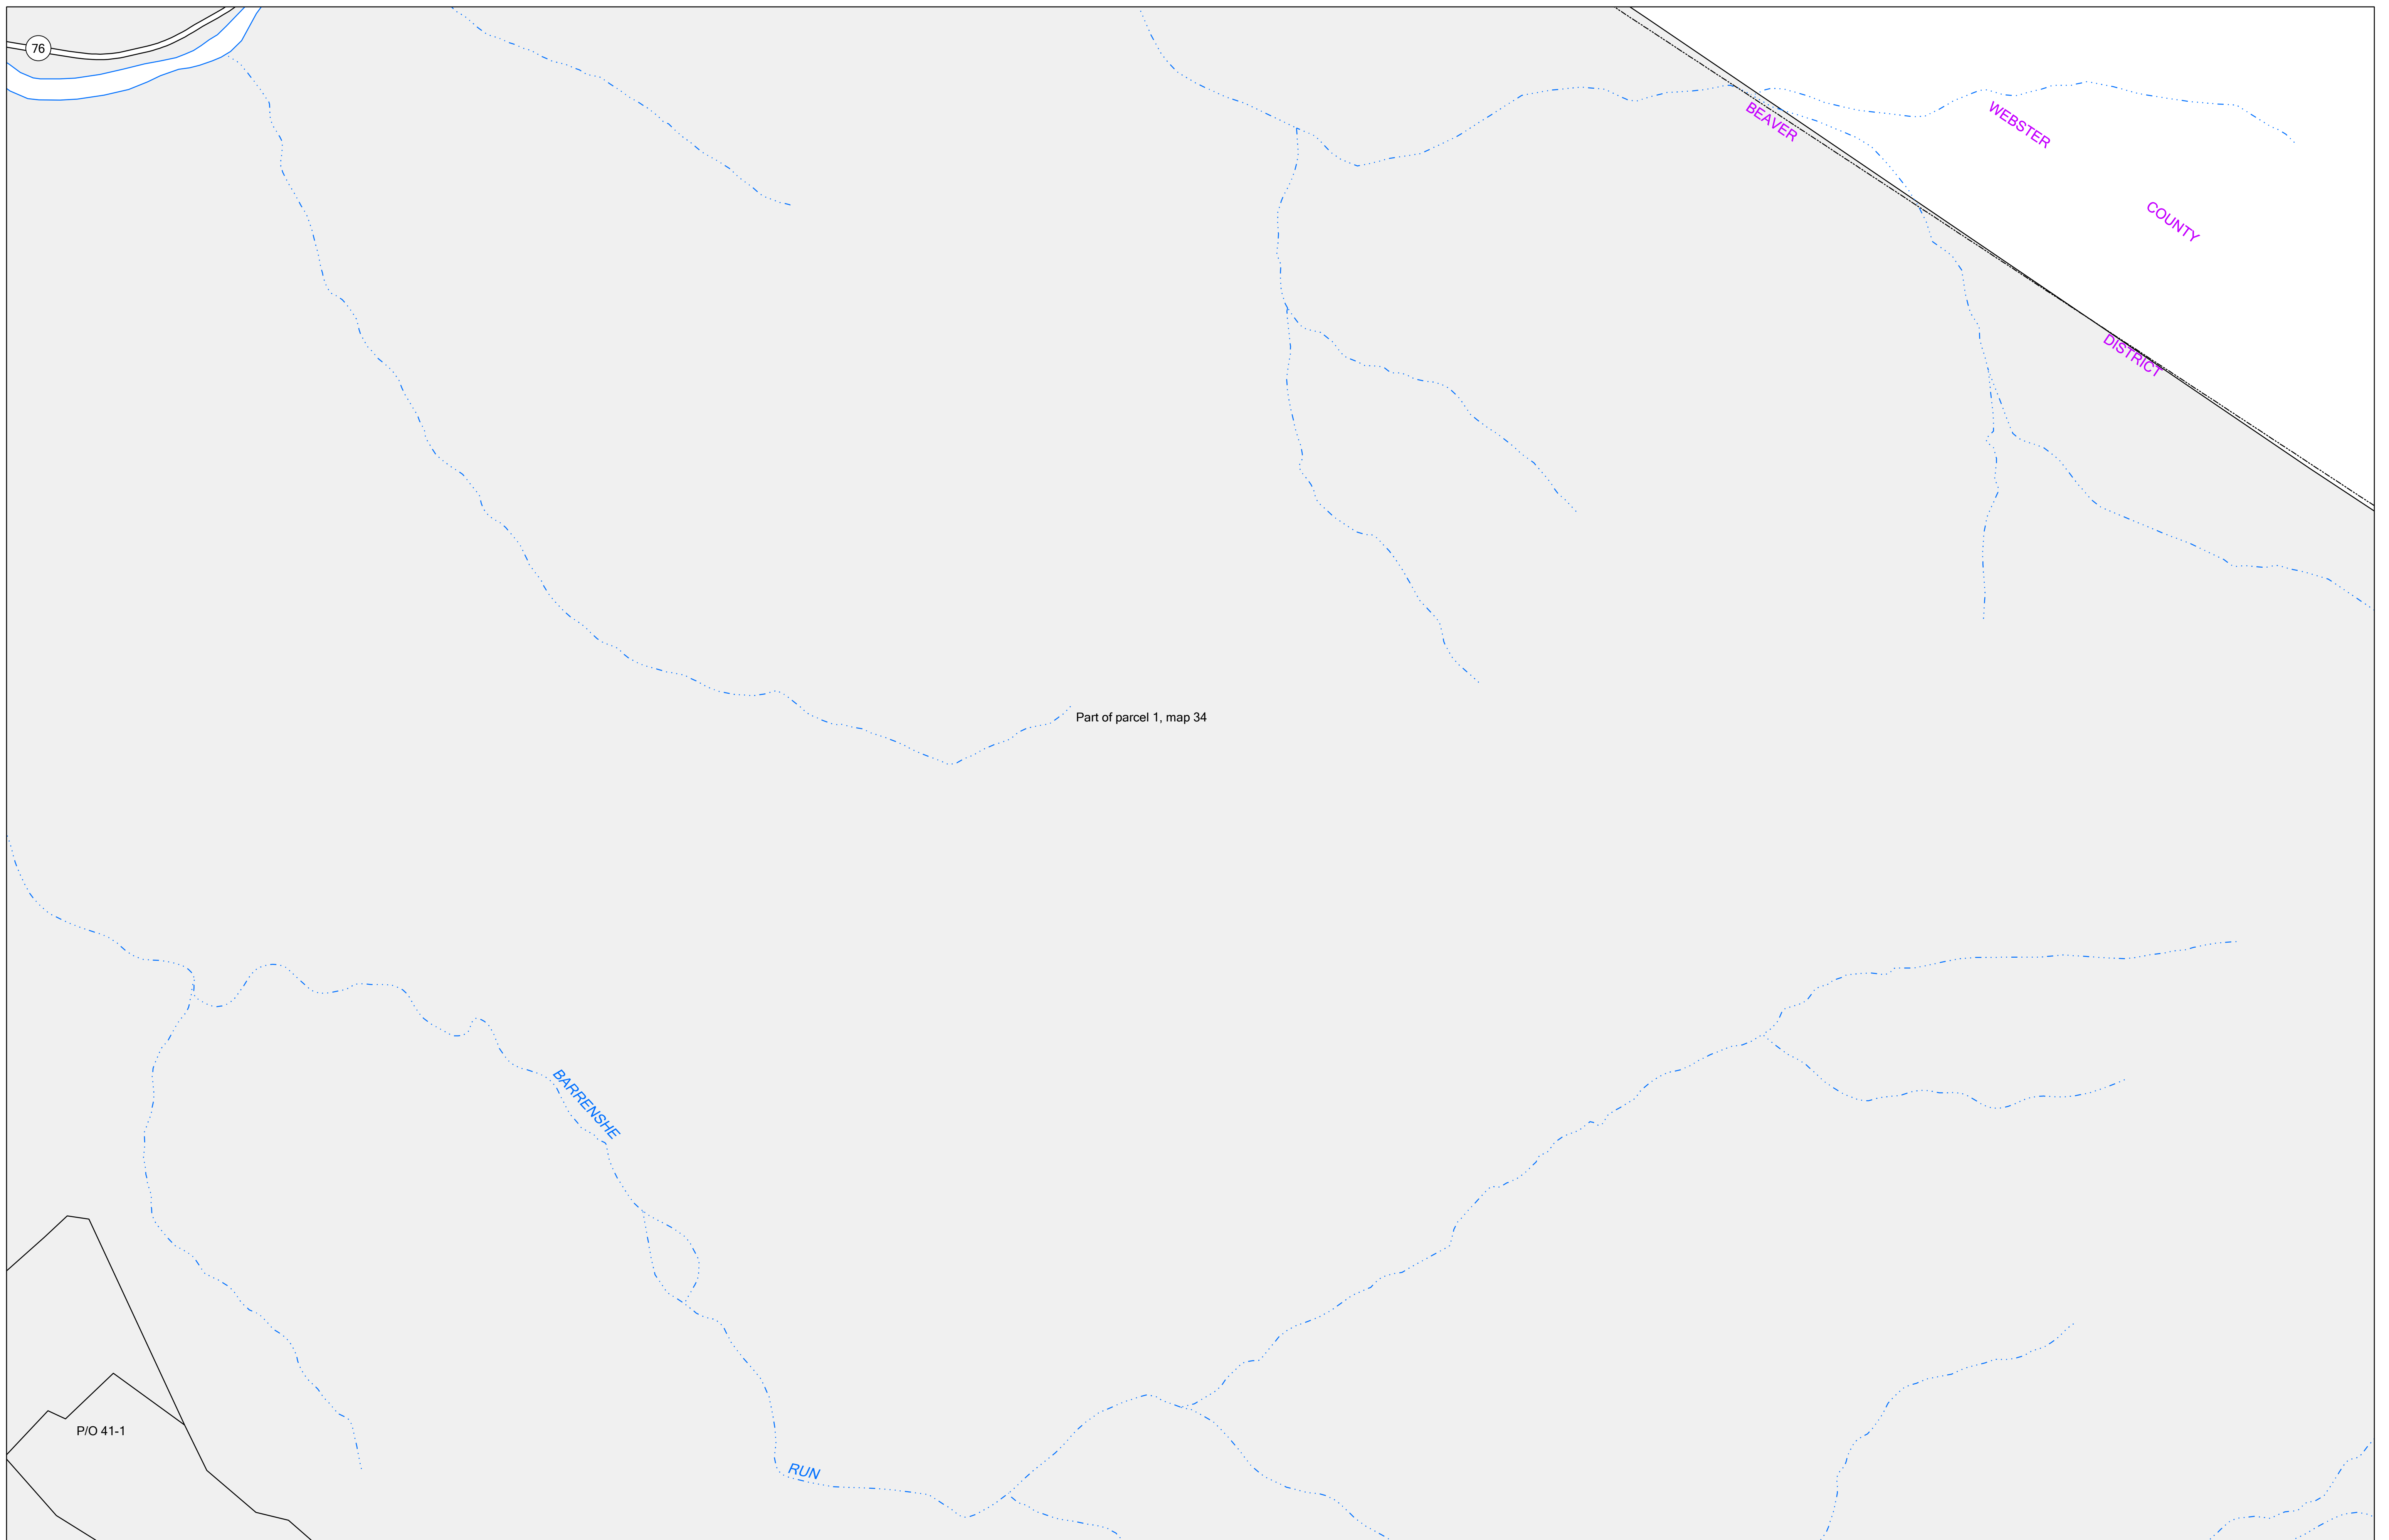 76
BEAVER
WEBSTER
COUNTY
DISTRICT
Part of parcel 1, map 34
BARRENSHE
P/O 41-1
RUN